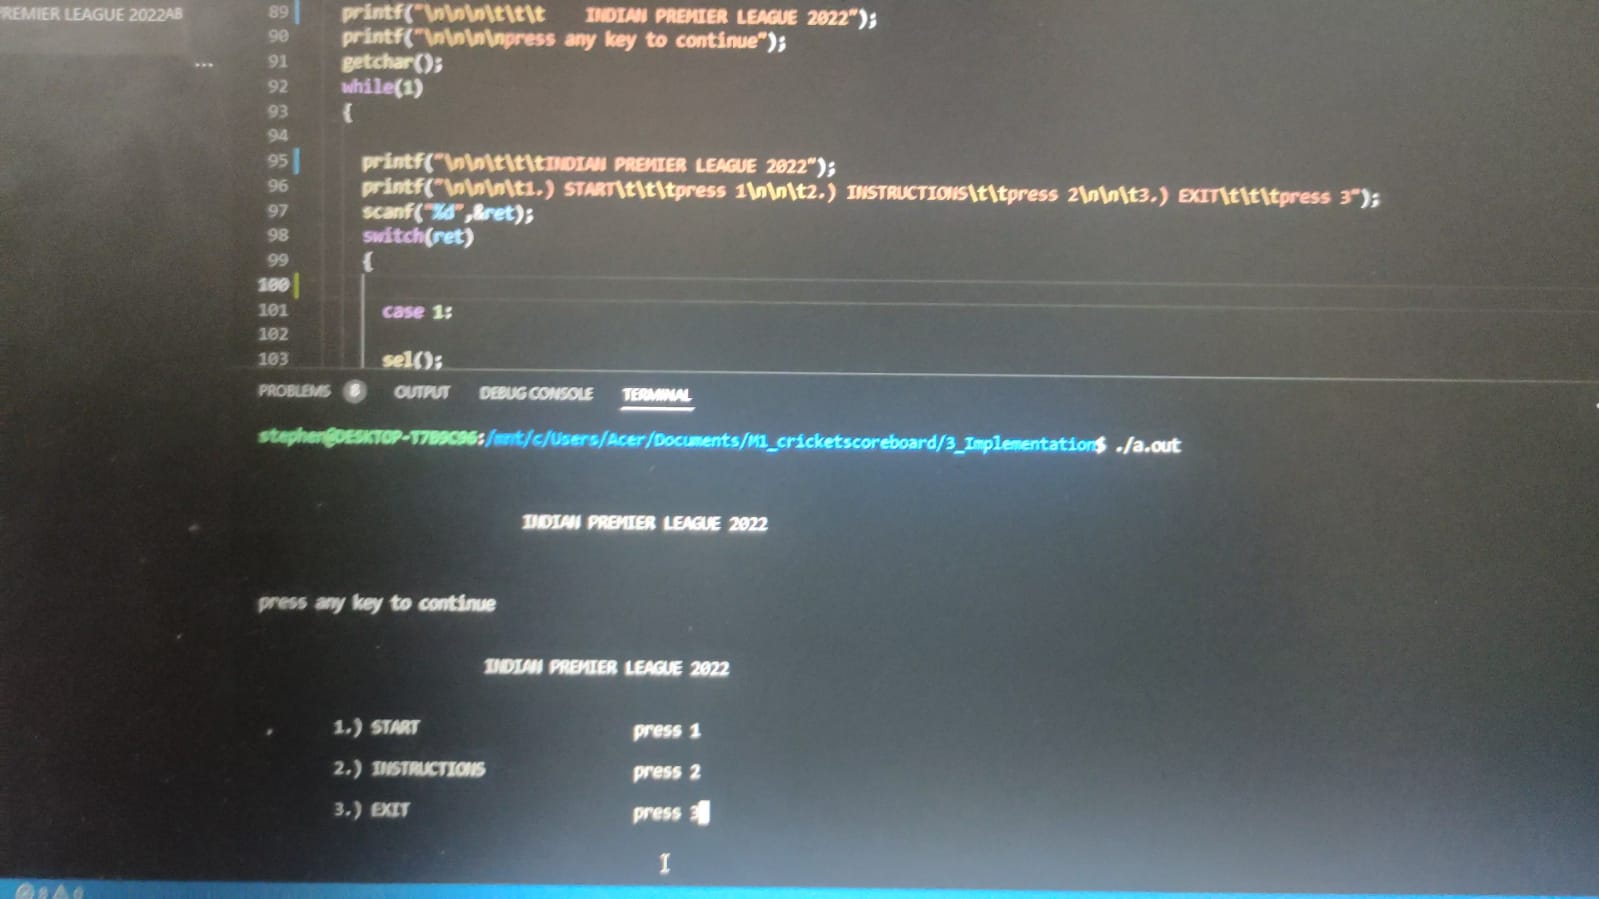 PREMIER LEAGUE 2022AB
...
89 printf("\n\n\n\t\t\t    INDIAN PREMIER LEAGUE 2022");
90 printf("\n\n\n\npress any key to continue");
91 getchar();
92 while(1)
93 {
94
95 printf("\n\n\t\t\tINDIAN PREMIER LEAGUE 2022");
96 printf("\n\n\n\t1.) START\t\t\tpress 1\n\n\t2.) INSTRUCTIONS\t\tpress 2\n\n\t3.) EXIT\t\t\tpress 3");
97 scanf("%d",&ret);
98 switch(ret)
99 {
100
101 case 1:
102
103 sel();
PROBLEMS 8 OUTPUT DEBUG CONSOLE TERMINAL
stephen@DESKTOP-T7B9C96:/mnt/c/Users/Acer/Documents/M1_cricketscoreboard/3_Implementation$ ./a.out
INDIAN PREMIER LEAGUE 2022
press any key to continue
INDIAN PREMIER LEAGUE 2022
1.) START press 1
2.) INSTRUCTIONS press 2
3.) EXIT press 3
8 0